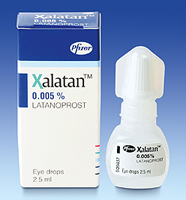 Pfizer
Xalatan™
0.005 %
LATANOPROST
Eye drops
2.5 ml
Pfizer
Xalatan™
0.005%
LATANOPROST
Eye drops 2.5 ml